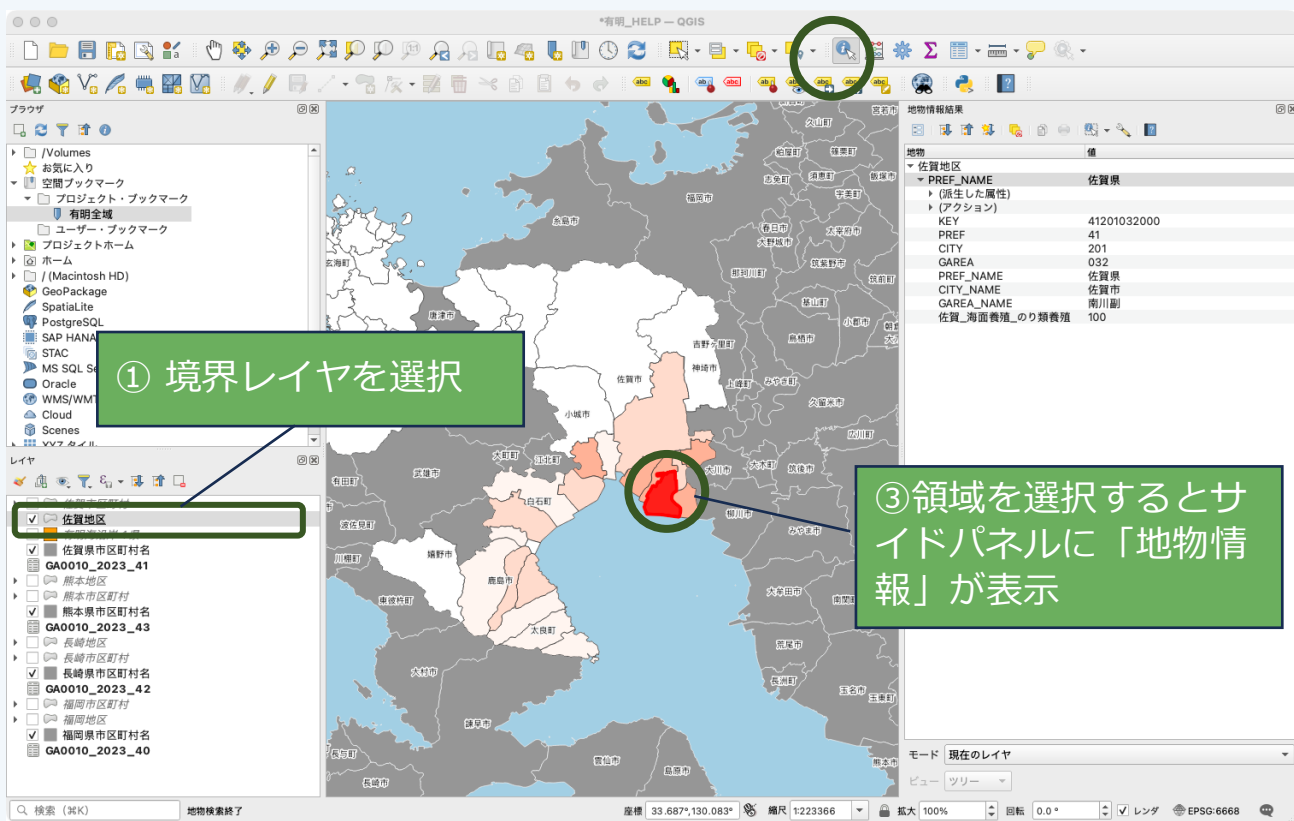 *有明_HELP — QGIS
ブラウザ
/Volumes
お気に入り
空間ブックマーク
プロジェクト・ブックマーク
有明全域
ユーザー・ブックマーク
プロジェクトホーム
ホーム
/ (Macintosh HD)
GeoPackage
SpatiaLite
PostgreSQL
SAP HANA
STAC
MS SQL Se
Oracle
WMS/WMT
Cloud
Scenes
① 境界レイヤを選択
レイヤ
佐賀地区
佐賀県市区町村名
GA0010_2023_41
熊本地区
熊本市区町村
熊本県市区町村名
GA0010_2023_43
長崎地区
長崎市区町村
長崎県市区町村名
GA0010_2023_42
福岡市区町村
福岡地区
福岡県市区町村名
GA0010_2023_40
宮若市
久山町
粕屋町
篠栗町
志免町
須恵町
飯塚市
宇美町
福岡市
糸島市
春日市
大野城市
太宰府市
玄海町
那珂川町
筑紫野市
筑前町
唐津市
基山町
小郡市
吉野ヶ里町
鳥栖市
神埼市
佐賀市
上峰町
みやき町
小城市
久留米市
広川町
大町町
江北町
有田町
武雄市
大川市
大木町
筑後市
白石町
柳川市
みやま市
波佐見町
川棚町
嬉野市
鹿島市
東彼杵町
大牟田市
南関町
太良町
荒尾市
大村市
長洲町
玉名市
玉東町
諫早市
長与町
雲仙市
島原市
熊本市
長崎市
地物情報結果
地物 値
佐賀地区
PREF_NAME 佐賀県
(派生した属性)
(アクション)
KEY 41201032000
PREF 41
CITY 201
GAREA 032
PREF_NAME 佐賀県
CITY_NAME 佐賀市
GAREA_NAME 南川副
佐賀_海面養殖_のり類養殖 100
③領域を選択するとサ
イドパネルに「地物情
報」が表示
モード 現在のレイヤ
ビュー ツリー
検索 (⌘K) 地物検索終了 座標 33.687°,130.083° 縮尺 1:223366 拡大 100% 回転 0.0° レンダ EPSG:6668